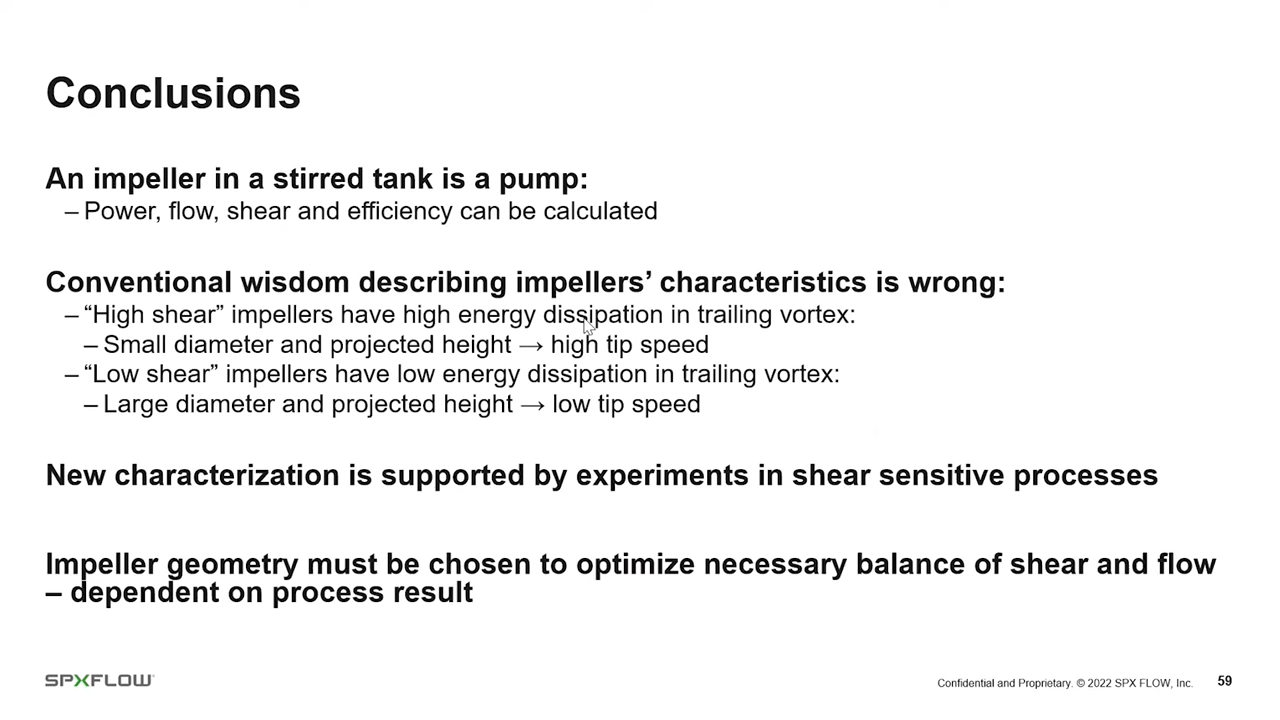 Conclusions
An impeller in a stirred tank is a pump:
– Power, flow, shear and efficiency can be calculated
Conventional wisdom describing impellers’ characteristics is wrong:
– “High shear” impellers have high energy dissipation in trailing vortex:
– Small diameter and projected height → high tip speed
– “Low shear” impellers have low energy dissipation in trailing vortex:
– Large diameter and projected height → low tip speed
New characterization is supported by experiments in shear sensitive processes
Impeller geometry must be chosen to optimize necessary balance of shear and flow
– dependent on process result
SPXFLOW
Confidential and Proprietary. © 2022 SPX FLOW, Inc. 59